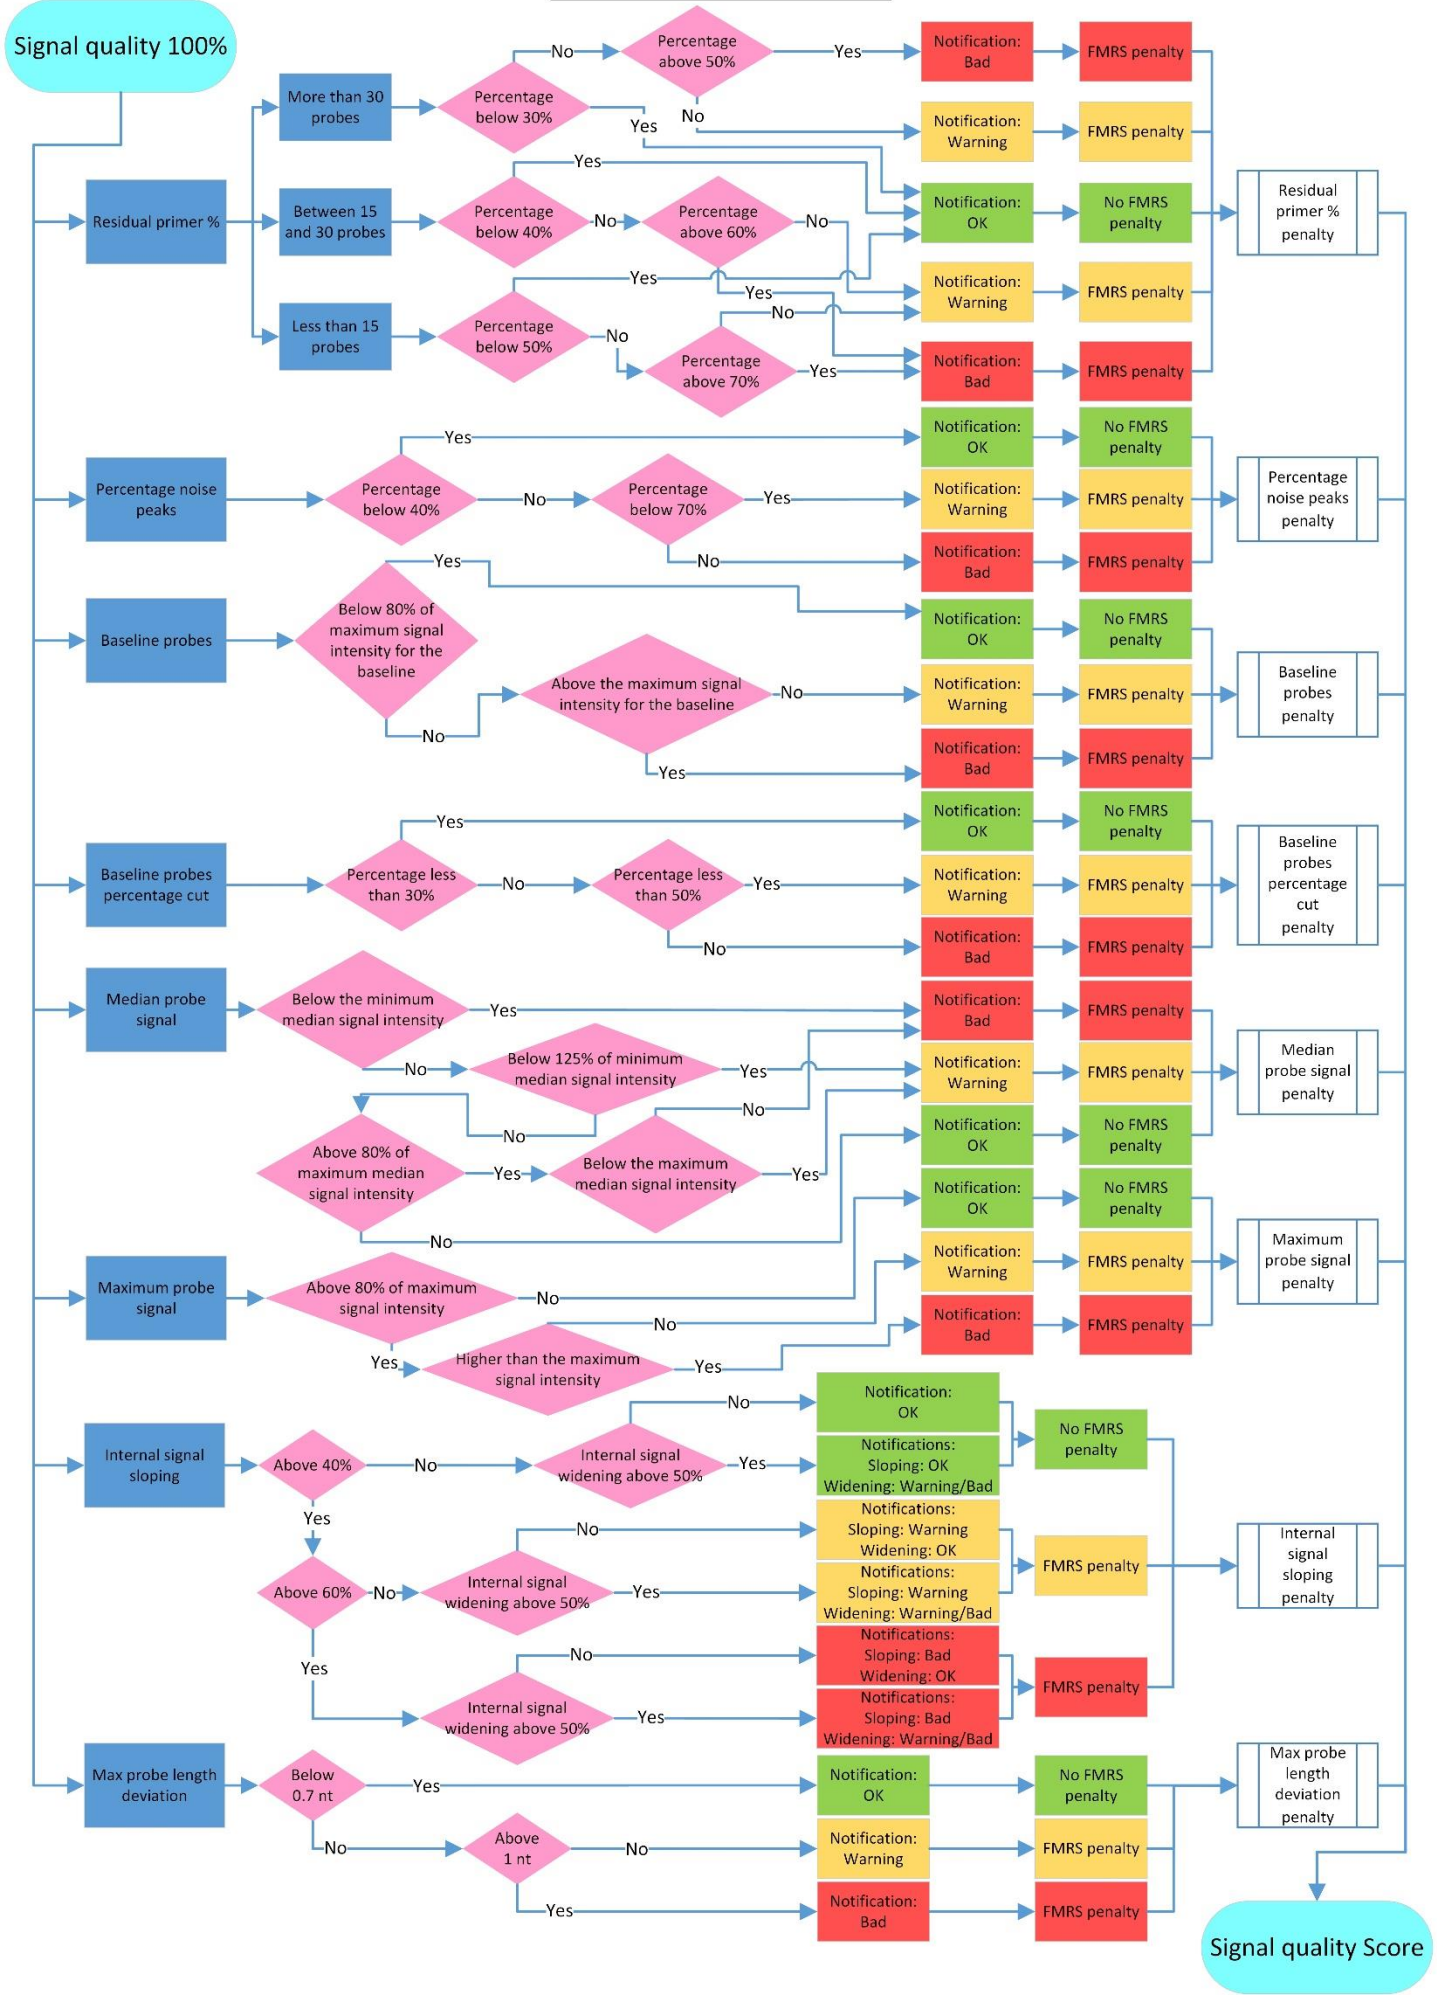 Signal quality 100%
Residual primer %
More than 30
probes
Percentage
below 30%
No
Percentage
above 50%
Yes
Notification:
Bad
FMRS penalty
No
Notification:
Warning
FMRS penalty
Yes
Between 15
and 30 probes
Percentage
below 40%
Yes
No
Percentage
above 60%
No
Yes
Notification:
OK
No FMRS
penalty
Residual
primer %
penalty
Less than 15
probes
Percentage
below 50%
Yes
No
Percentage
above 70%
No
Yes
Notification:
Warning
FMRS penalty
Notification:
Bad
FMRS penalty
Percentage noise
peaks
Percentage
below 40%
Yes
No
Percentage
below 70%
Yes
No
Notification:
OK
No FMRS
penalty
Notification:
Warning
FMRS penalty
Notification:
Bad
FMRS penalty
Percentage
noise peaks
penalty
Baseline probes
Below 80% of
maximum signal
intensity for the
baseline
Yes
No
Above the maximum signal
intensity for the baseline
No
Yes
Notification:
OK
No FMRS
penalty
Notification:
Warning
FMRS penalty
Notification:
Bad
FMRS penalty
Baseline
probes
penalty
Baseline probes
percentage cut
Percentage less
than 30%
Yes
No
Percentage less
than 50%
Yes
No
Notification:
OK
No FMRS
penalty
Notification:
Warning
FMRS penalty
Notification:
Bad
FMRS penalty
Baseline
probes
percentage
cut
penalty
Median probe
signal
Below the minimum
median signal intensity
Yes
No
Below 125% of minimum
median signal intensity
Yes
No
Above 80% of
maximum median
signal intensity
Yes
No
Below the maximum
median signal intensity
No
Yes
Notification:
Bad
FMRS penalty
Notification:
Warning
FMRS penalty
Notification:
OK
No FMRS
penalty
Median
probe signal
penalty
Maximum probe
signal
Above 80% of maximum
signal intensity
No
Yes
Higher than the maximum
signal intensity
No
Yes
Notification:
OK
No FMRS
penalty
Notification:
Warning
FMRS penalty
Notification:
Bad
FMRS penalty
Maximum
probe signal
penalty
Internal signal
sloping
Above 40%
No
Yes
Internal signal
widening above 50%
No
Yes
Notification:
OK
Notifications:
Sloping: OK
Widening: Warning/Bad
No FMRS
penalty
Above 60%
No
Yes
Internal signal
widening above 50%
No
Yes
Notifications:
Sloping: Warning
Widening: OK
Notifications:
Sloping: Warning
Widening: Warning/Bad
FMRS penalty
Internal signal
widening above 50%
No
Yes
Notifications:
Sloping: Bad
Widening: OK
Notifications:
Sloping: Bad
Widening: Warning/Bad
FMRS penalty
Internal
signal
sloping
penalty
Max probe length
deviation
Below
0.7 nt
Yes
No
Above
1 nt
No
Yes
Notification:
OK
No FMRS
penalty
Notification:
Warning
FMRS penalty
Notification:
Bad
FMRS penalty
Max probe
length
deviation
penalty
Signal quality Score